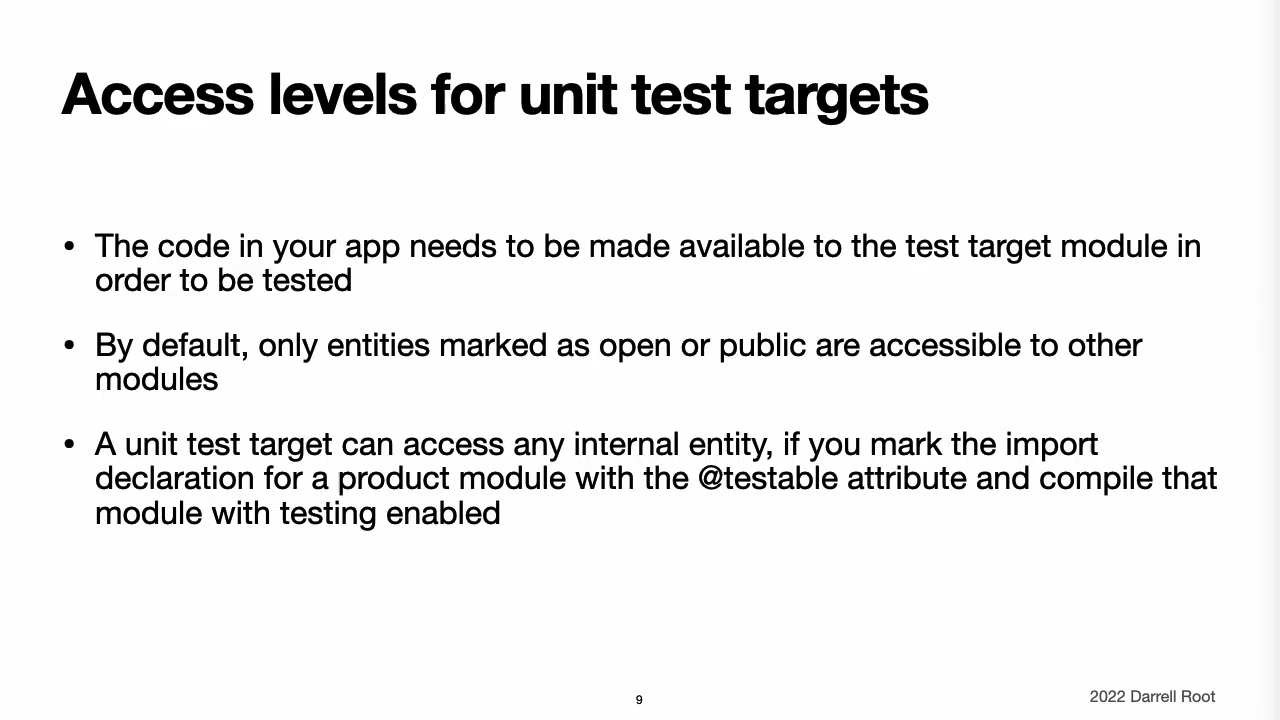 Access levels for unit test targets
• The code in your app needs to be made available to the test target module in
order to be tested
• By default, only entities marked as open or public are accessible to other
modules
• A unit test target can access any internal entity, if you mark the import
declaration for a product module with the @testable attribute and compile that
module with testing enabled
9
2022 Darrell Root